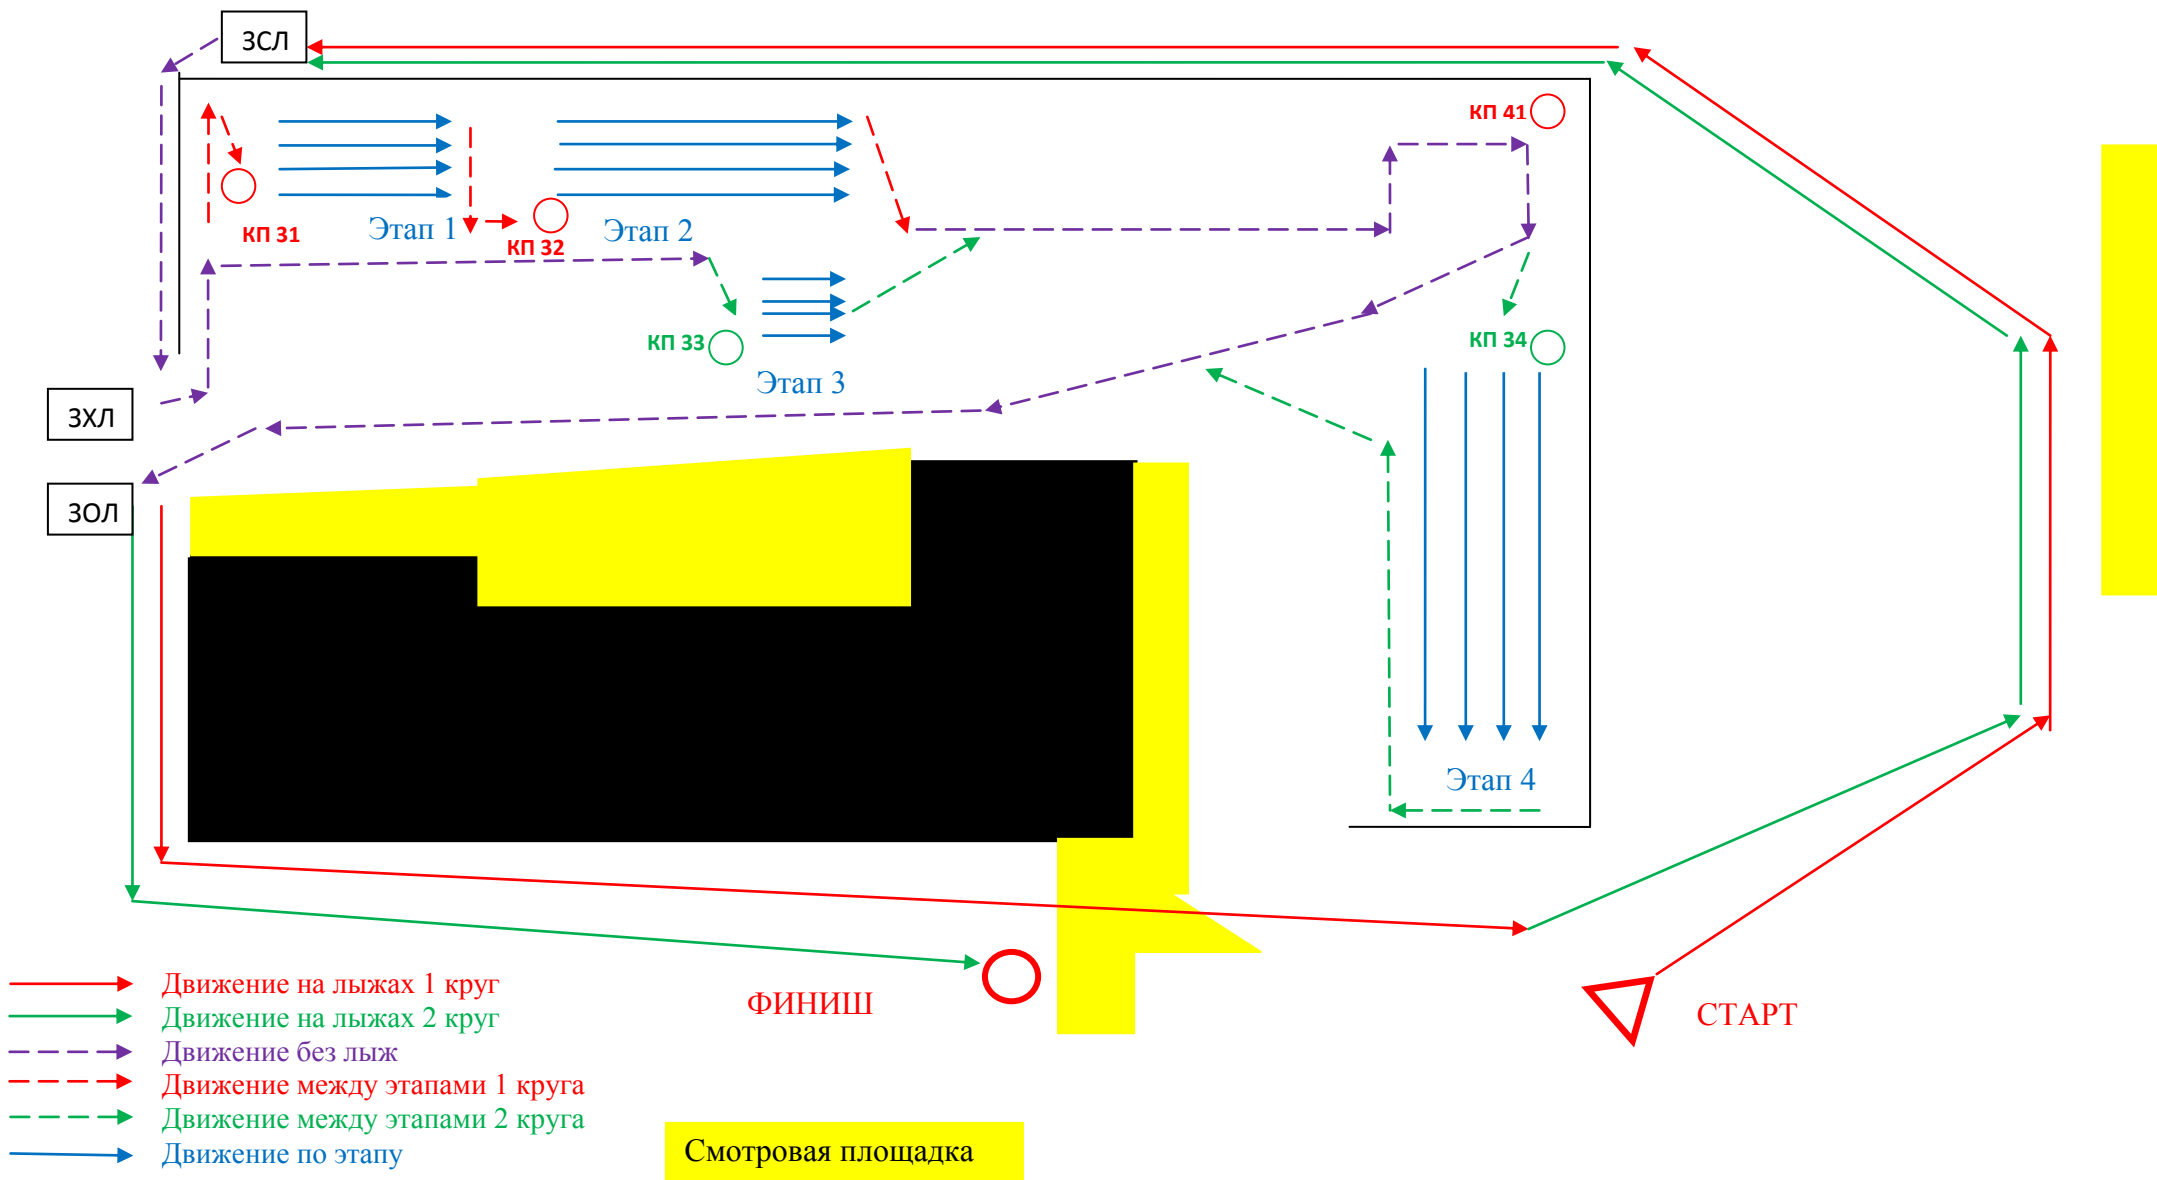 ЗСЛ
КП 41
КП 31
Этап 1
КП 32
Этап 2
КП 33
КП 34
Этап 3
ЗХЛ
ЗОЛ
Этап 4
ФИНИШ
СТАРТ
Движение на лыжах 1 круг
Движение на лыжах 2 круг
Движение без лыж
Движение между этапами 1 круга
Движение между этапами 2 круга
Движение по этапу
Смотровая площадка